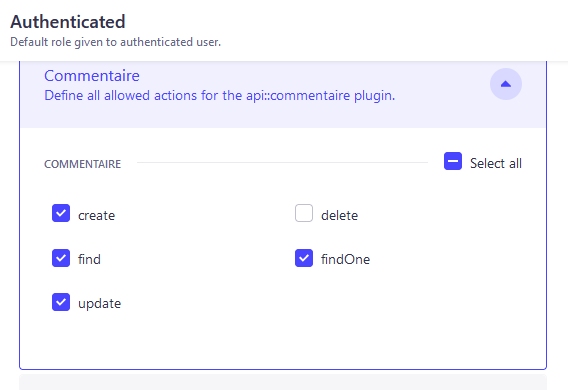 Authenticated
Default role given to authenticated user.
Commentaire
Define all allowed actions for the api::commentaire plugin.
COMMENTAIRE
Select all
create
delete
find
findOne
update